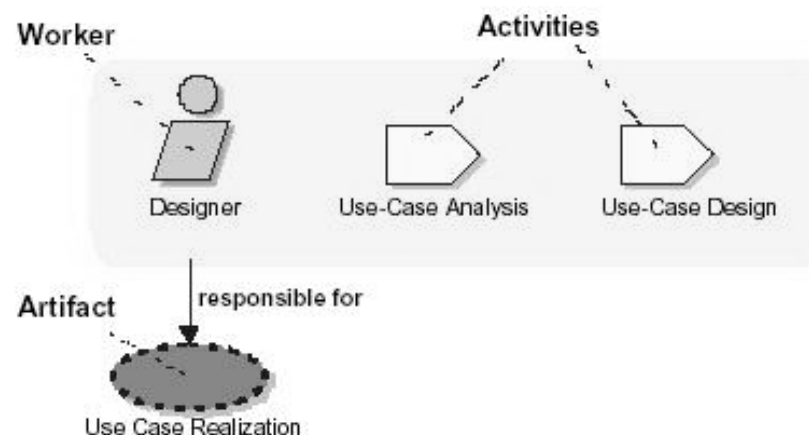 Worker
Activities
Designer
Use-Case Analysis
Use-Case Design
responsible for
Artifact
Use Case Realization